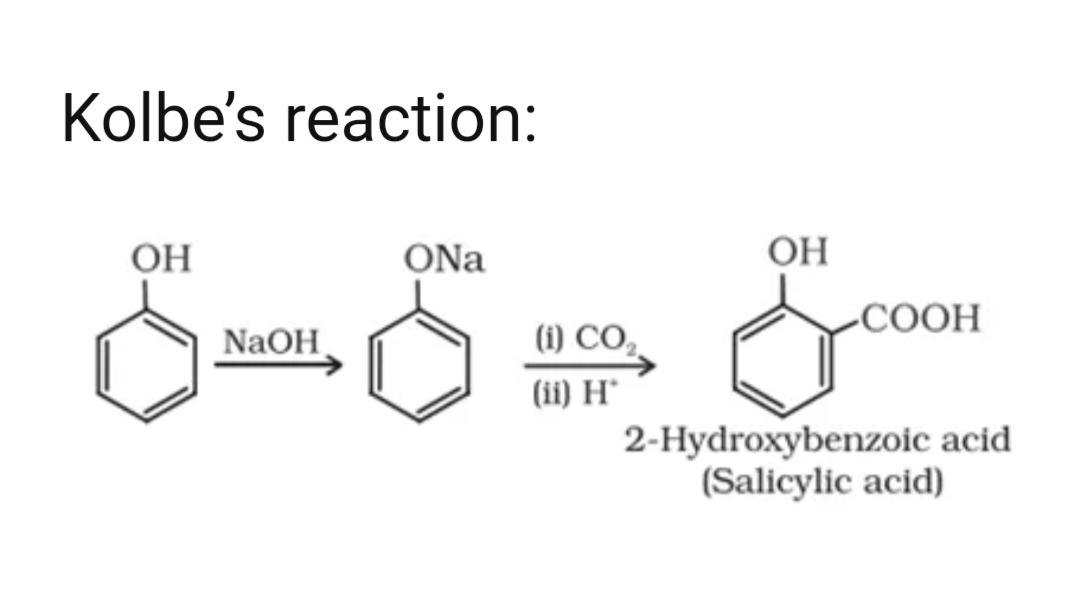 Kolbe’s reaction:
OH
NaOH
ONa
(i) CO₂
(ii) H⁺
OH
COOH
2-Hydroxybenzoic acid
(Salicylic acid)